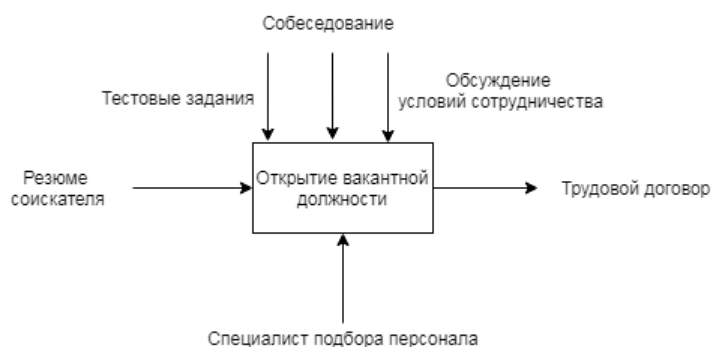 Собеседование
Тестовые задания
Обсуждение
условий сотрудничества
Резюме
соискателя
Открытие вакантной
должности
Трудовой договор
Специалист подбора персонала